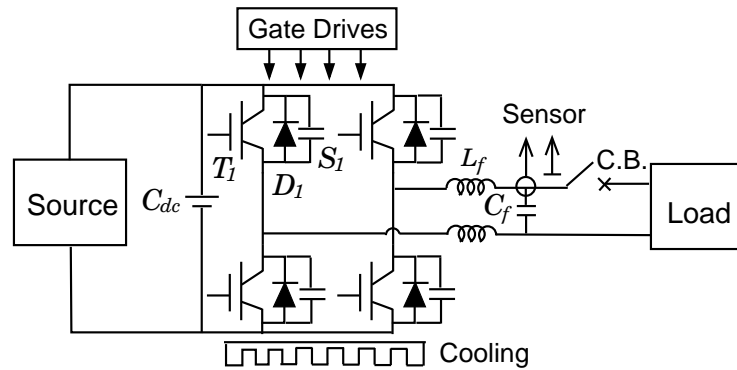 Gate Drives
Sensor
T1
S1
D1
Lf
C.B.
Source
Cdc
Cf
Load
Cooling